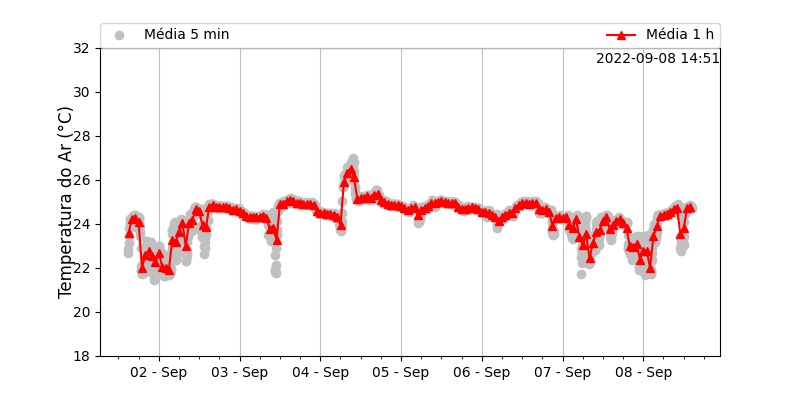 Média 5 min
Média 1 h
2022-09-08 14:51
Temperatura do Ar (°C)
32
30
28
26
24
22
20
18
02 - Sep
03 - Sep
04 - Sep
05 - Sep
06 - Sep
07 - Sep
08 - Sep